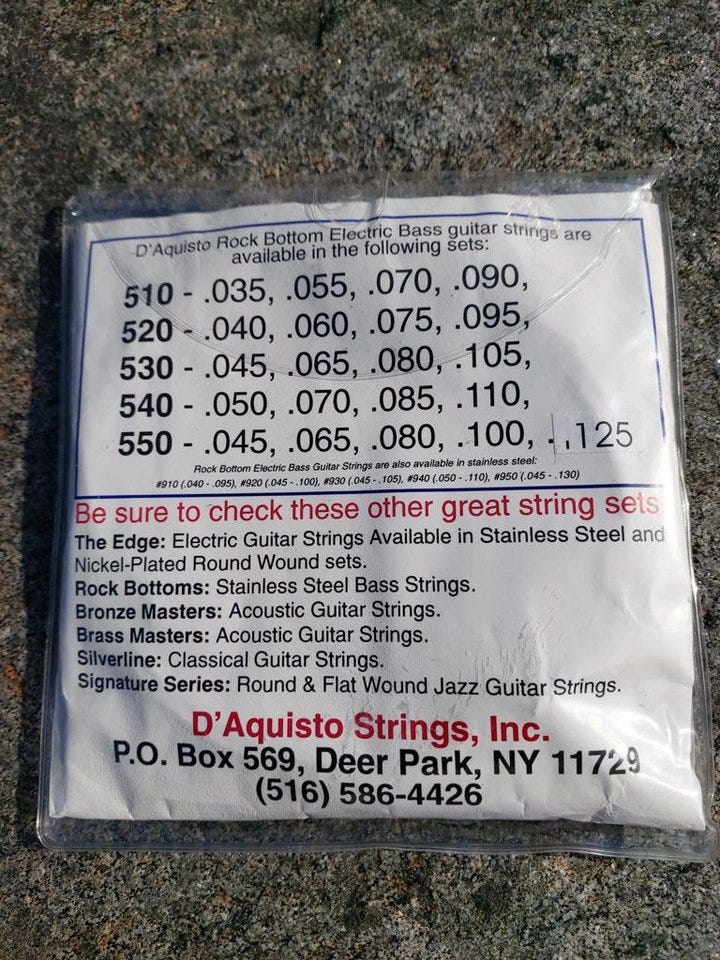 D'Aquisto Rock Bottom Electric Bass guitar strings are
available in the following sets:
510 - .035, .055, .070, .090,
520 - .040, .060, .075, .095,
530 - .045, .065, .080, .105,
540 - .050, .070, .085, .110,
550 - .045, .065, .080, .100, . .125
Rock Bottom Electric Bass Guitar Strings are also available in stainless steel:
#910 (.040 - .095), #920 (.045 - .100), #930 (.045 - .105), #940 (.050 - .110), #950 (.045 - .130)
Be sure to check these other great string sets
The Edge: Electric Guitar Strings Available in Stainless Steel and
Nickel-Plated Round Wound sets.
Rock Bottoms: Stainless Steel Bass Strings.
Bronze Masters: Acoustic Guitar Strings.
Brass Masters: Acoustic Guitar Strings.
Silverline: Classical Guitar Strings.
Signature Series: Round & Flat Wound Jazz Guitar Strings.
D'Aquisto Strings, Inc.
P.O. Box 569, Deer Park, NY 11729
(516) 586-4426